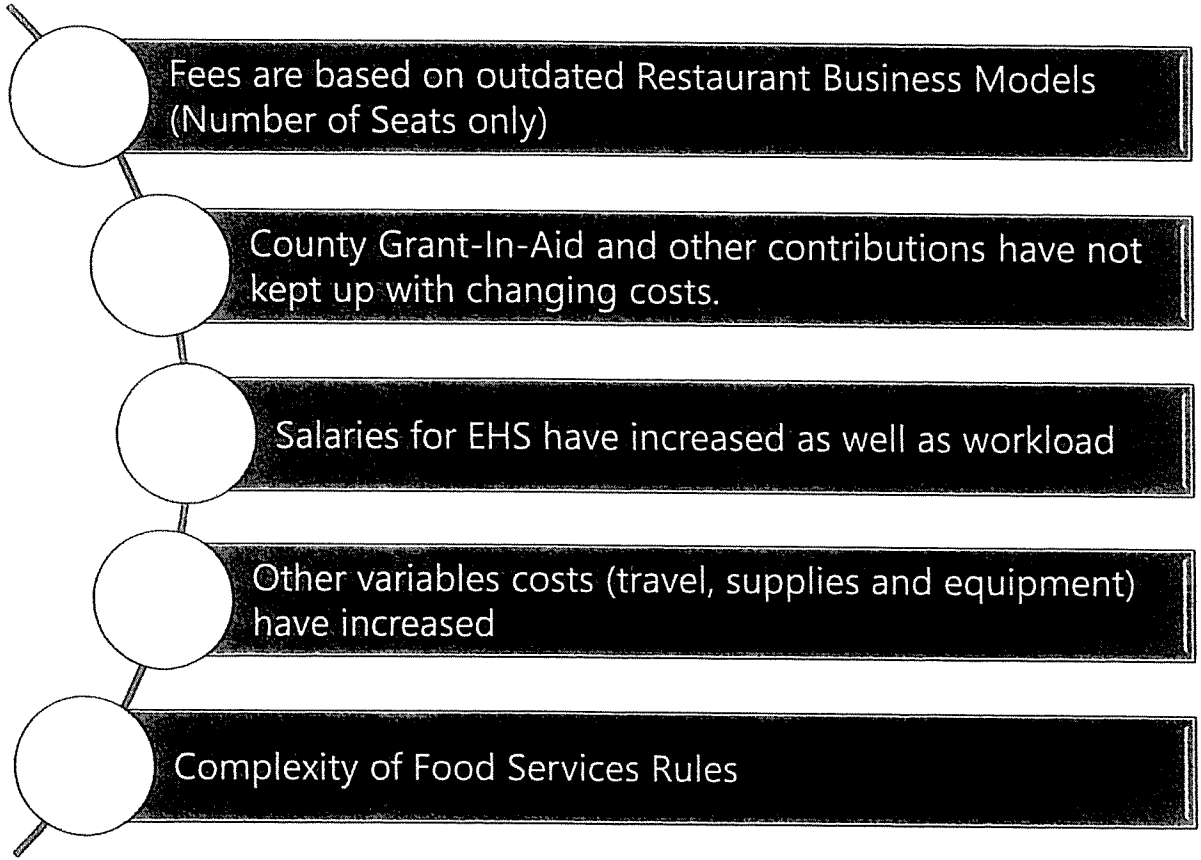 Fees are based on outdated Restaurant Business Models
(Number of Seats only)
County Grant-In-Aid and other contributions have not
kept up with changing costs.
Salaries for EHS have increased as well as workload
Other variables costs (travel, supplies and equipment)
have increased
Complexity of Food Services Rules